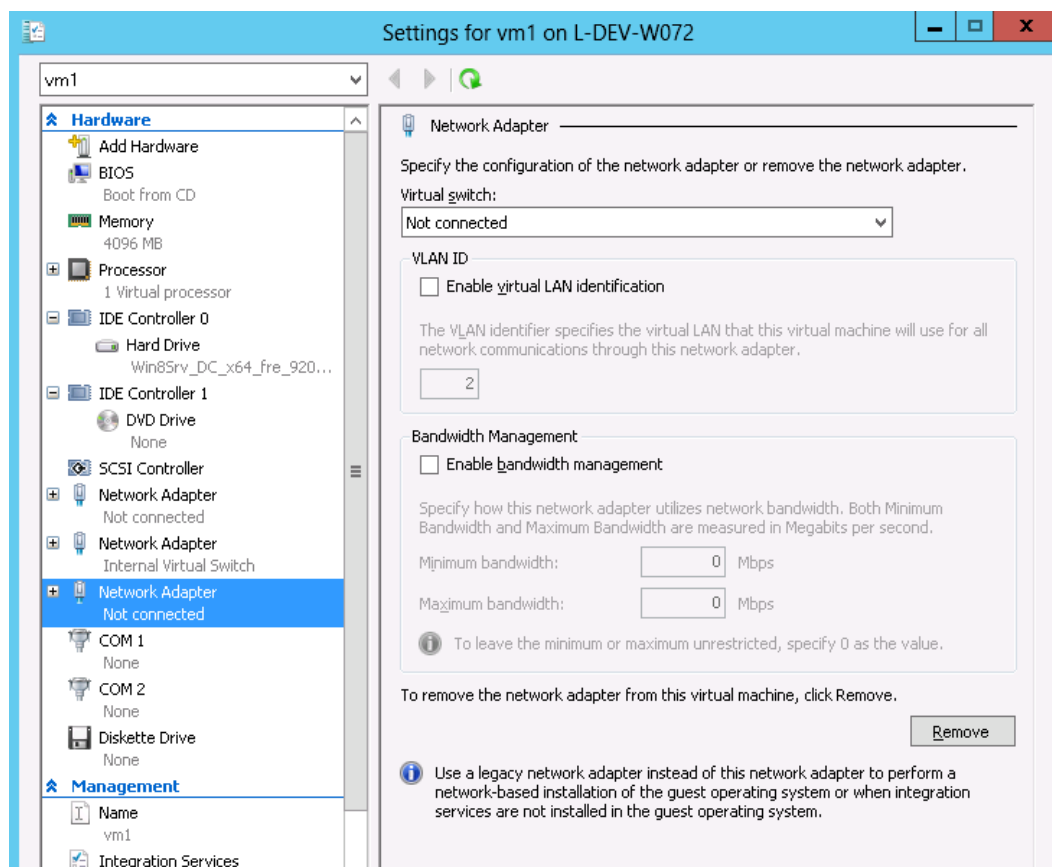 Settings for vm1 on L-DEV-W072
vm1
Hardware
Add Hardware
BIOS
Boot from CD
Memory
4096 MB
Processor
1 Virtual processor
IDE Controller 0
Hard Drive
Win8Srv_DC_x64_fre_920...
IDE Controller 1
DVD Drive
None
SCSI Controller
Network Adapter
Not connected
Network Adapter
Internal Virtual Switch
Network Adapter
Not connected
COM 1
None
COM 2
None
Diskette Drive
None
Management
Name
vm1
Integration Services
Network Adapter
Specify the configuration of the network adapter or remove the network adapter.
Virtual switch:
Not connected
VLAN ID
Enable virtual LAN identification
The VLAN identifier specifies the virtual LAN that this virtual machine will use for all
network communications through this network adapter.
2
Bandwidth Management
Enable bandwidth management
Specify how this network adapter utilizes network bandwidth. Both Minimum
Bandwidth and Maximum Bandwidth are measured in Megabits per second.
Minimum bandwidth: 0 Mbps
Maximum bandwidth: 0 Mbps
To leave the minimum or maximum unrestricted, specify 0 as the value.
To remove the network adapter from this virtual machine, click Remove.
Remove
Use a legacy network adapter instead of this network adapter to perform a
network-based installation of the guest operating system or when integration
services are not installed in the guest operating system.